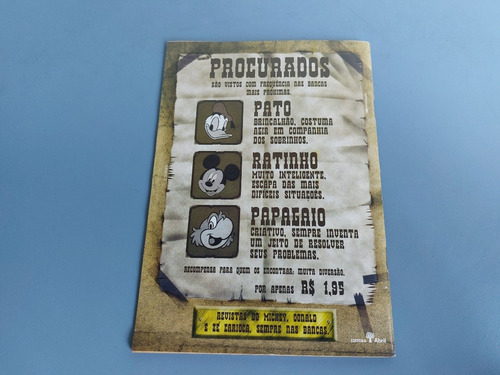 PROCURADOS
SÃO VISTOS COM FREQUÊNCIA NAS BANCAS
MAIS PRÓXIMAS.
PATO
BRINCALHÃO, COSTUMA
AGIR EM COMPANHIA
DOS SOBRINHOS.
RATINHO
MUITO INTELIGENTE,
ESCAPA DAS MAIS
DIFÍCEIS SITUAÇÕES.
PAPAGAIO
CRIATIVO, SEMPRE INVENTA
UM JEITO DE RESOLVER
SEUS PROBLEMAS.
RECOMPENSA PARA QUEM OS ENCONTRAR: MUITA DIVERSÃO.
POR APENAS R$ 1,95
REVISTAS DO MICKEY, DONALD
E ZÉ CARIOCA. SEMPRE NAS BANCAS.
Abril